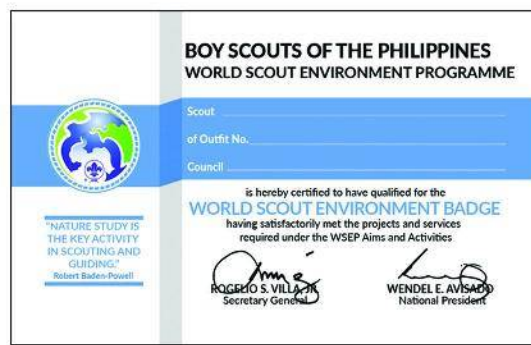 BOY SCOUTS OF THE PHILIPPINES
WORLD SCOUT ENVIRONMENT PROGRAMME
Scout
of Outfit No.
Council
is hereby certified to have qualified for the
WORLD SCOUT ENVIRONMENT BADGE
having satisfactorily met the projects and services
required under the WSEP Aims and Activities
"NATURE STUDY IS
THE KEY ACTIVITY
IN SCOUTING AND
GUIDING."
Robert Baden-Powell
ROGELIO S. VILLA, JR.
Secretary General
WENDEL E. AVISADO
National President